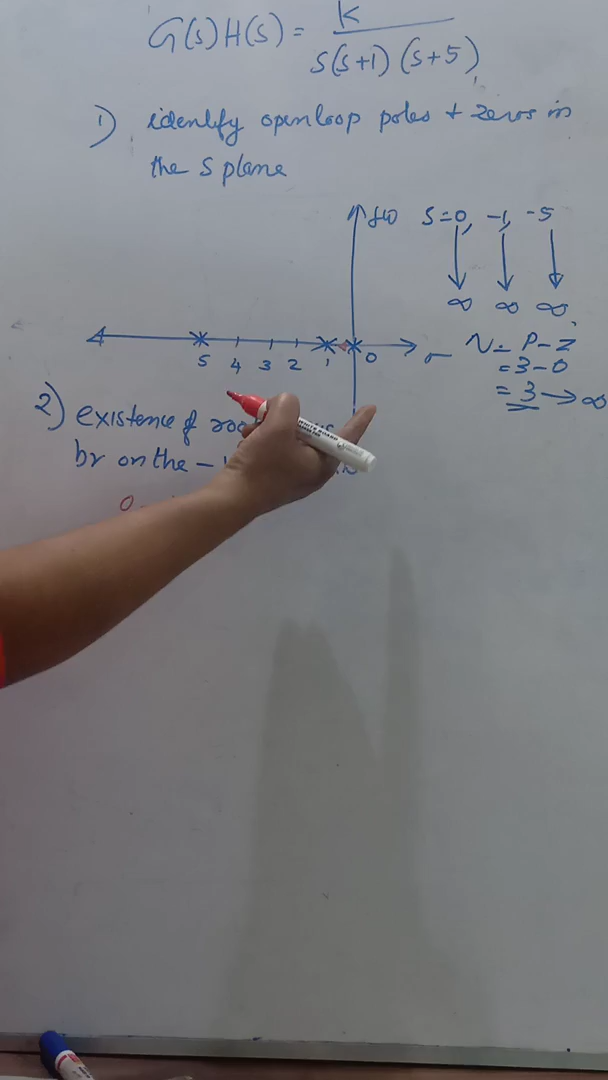 G(s)H(s) = K / s(s+1)(s+5)
1) identify openloop poles + zeros in
the s plane
jω S=0, -1, -5
∞ ∞ ∞
5 4 3 2 1 0 σ N = P-Z
= 3-0
= 3 → ∞
2) existence of
br on the -